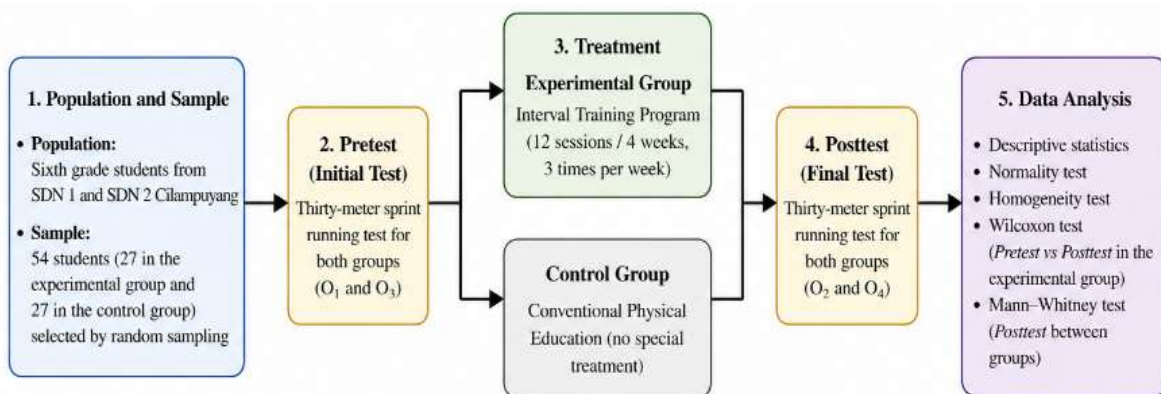 1. Population and Sample
• Population:
Sixth grade students from
SDN 1 and SDN 2 Cilampuyang
• Sample:
54 students (27 in the
experimental group and
27 in the control group)
selected by random sampling
2. Pretest
(Initial Test)
Thirty-meter sprint
running test for
both groups
(O₁ and O₃)
3. Treatment
Experimental Group
Interval Training Program
(12 sessions / 4 weeks,
3 times per week)
Control Group
Conventional Physical
Education (no special
treatment)
4. Posttest
(Final Test)
Thirty-meter sprint
running test for
both groups
(O₂ and O₄)
5. Data Analysis
• Descriptive statistics
• Normality test
• Homogeneity test
• Wilcoxon test
(Pretest vs Posttest in the
experimental group)
• Mann–Whitney test
(Posttest between
groups)